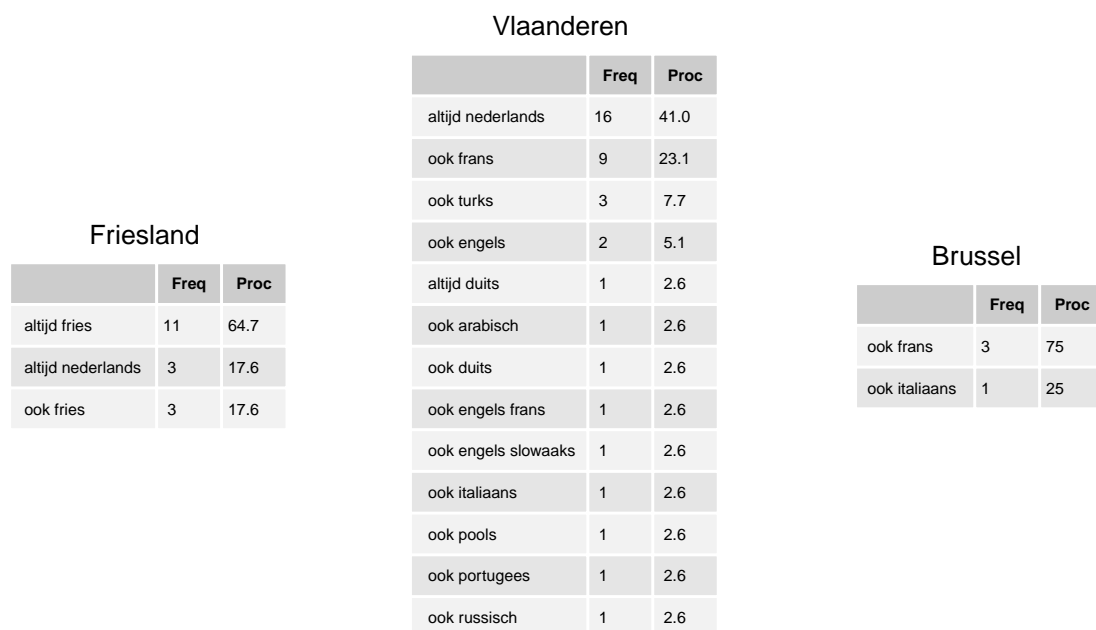 Vlaanderen
Freq Proc
altijd nederlands 16 41.0
ook frans 9 23.1
ook turks 3 7.7
ook engels 2 5.1
altijd duits 1 2.6
ook arabisch 1 2.6
ook duits 1 2.6
ook engels frans 1 2.6
ook engels slowaaks 1 2.6
ook italiaans 1 2.6
ook pools 1 2.6
ook portugees 1 2.6
ook russisch 1 2.6
Friesland
Freq Proc
altijd fries 11 64.7
altijd nederlands 3 17.6
ook fries 3 17.6
Brussel
Freq Proc
ook frans 3 75
ook italiaans 1 25